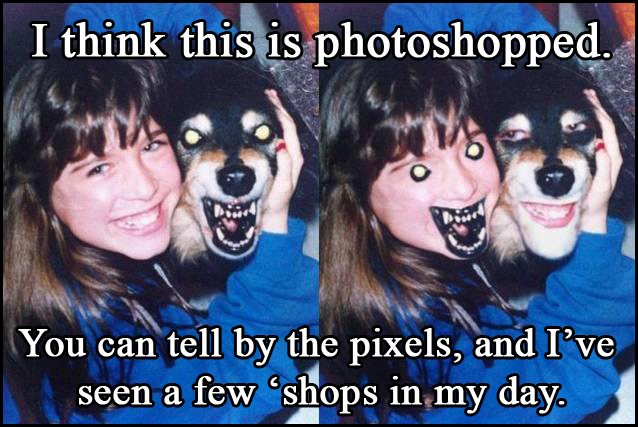 I think this is photoshopped.
You can tell by the pixels, and I’ve
seen a few ‘shops in my day.